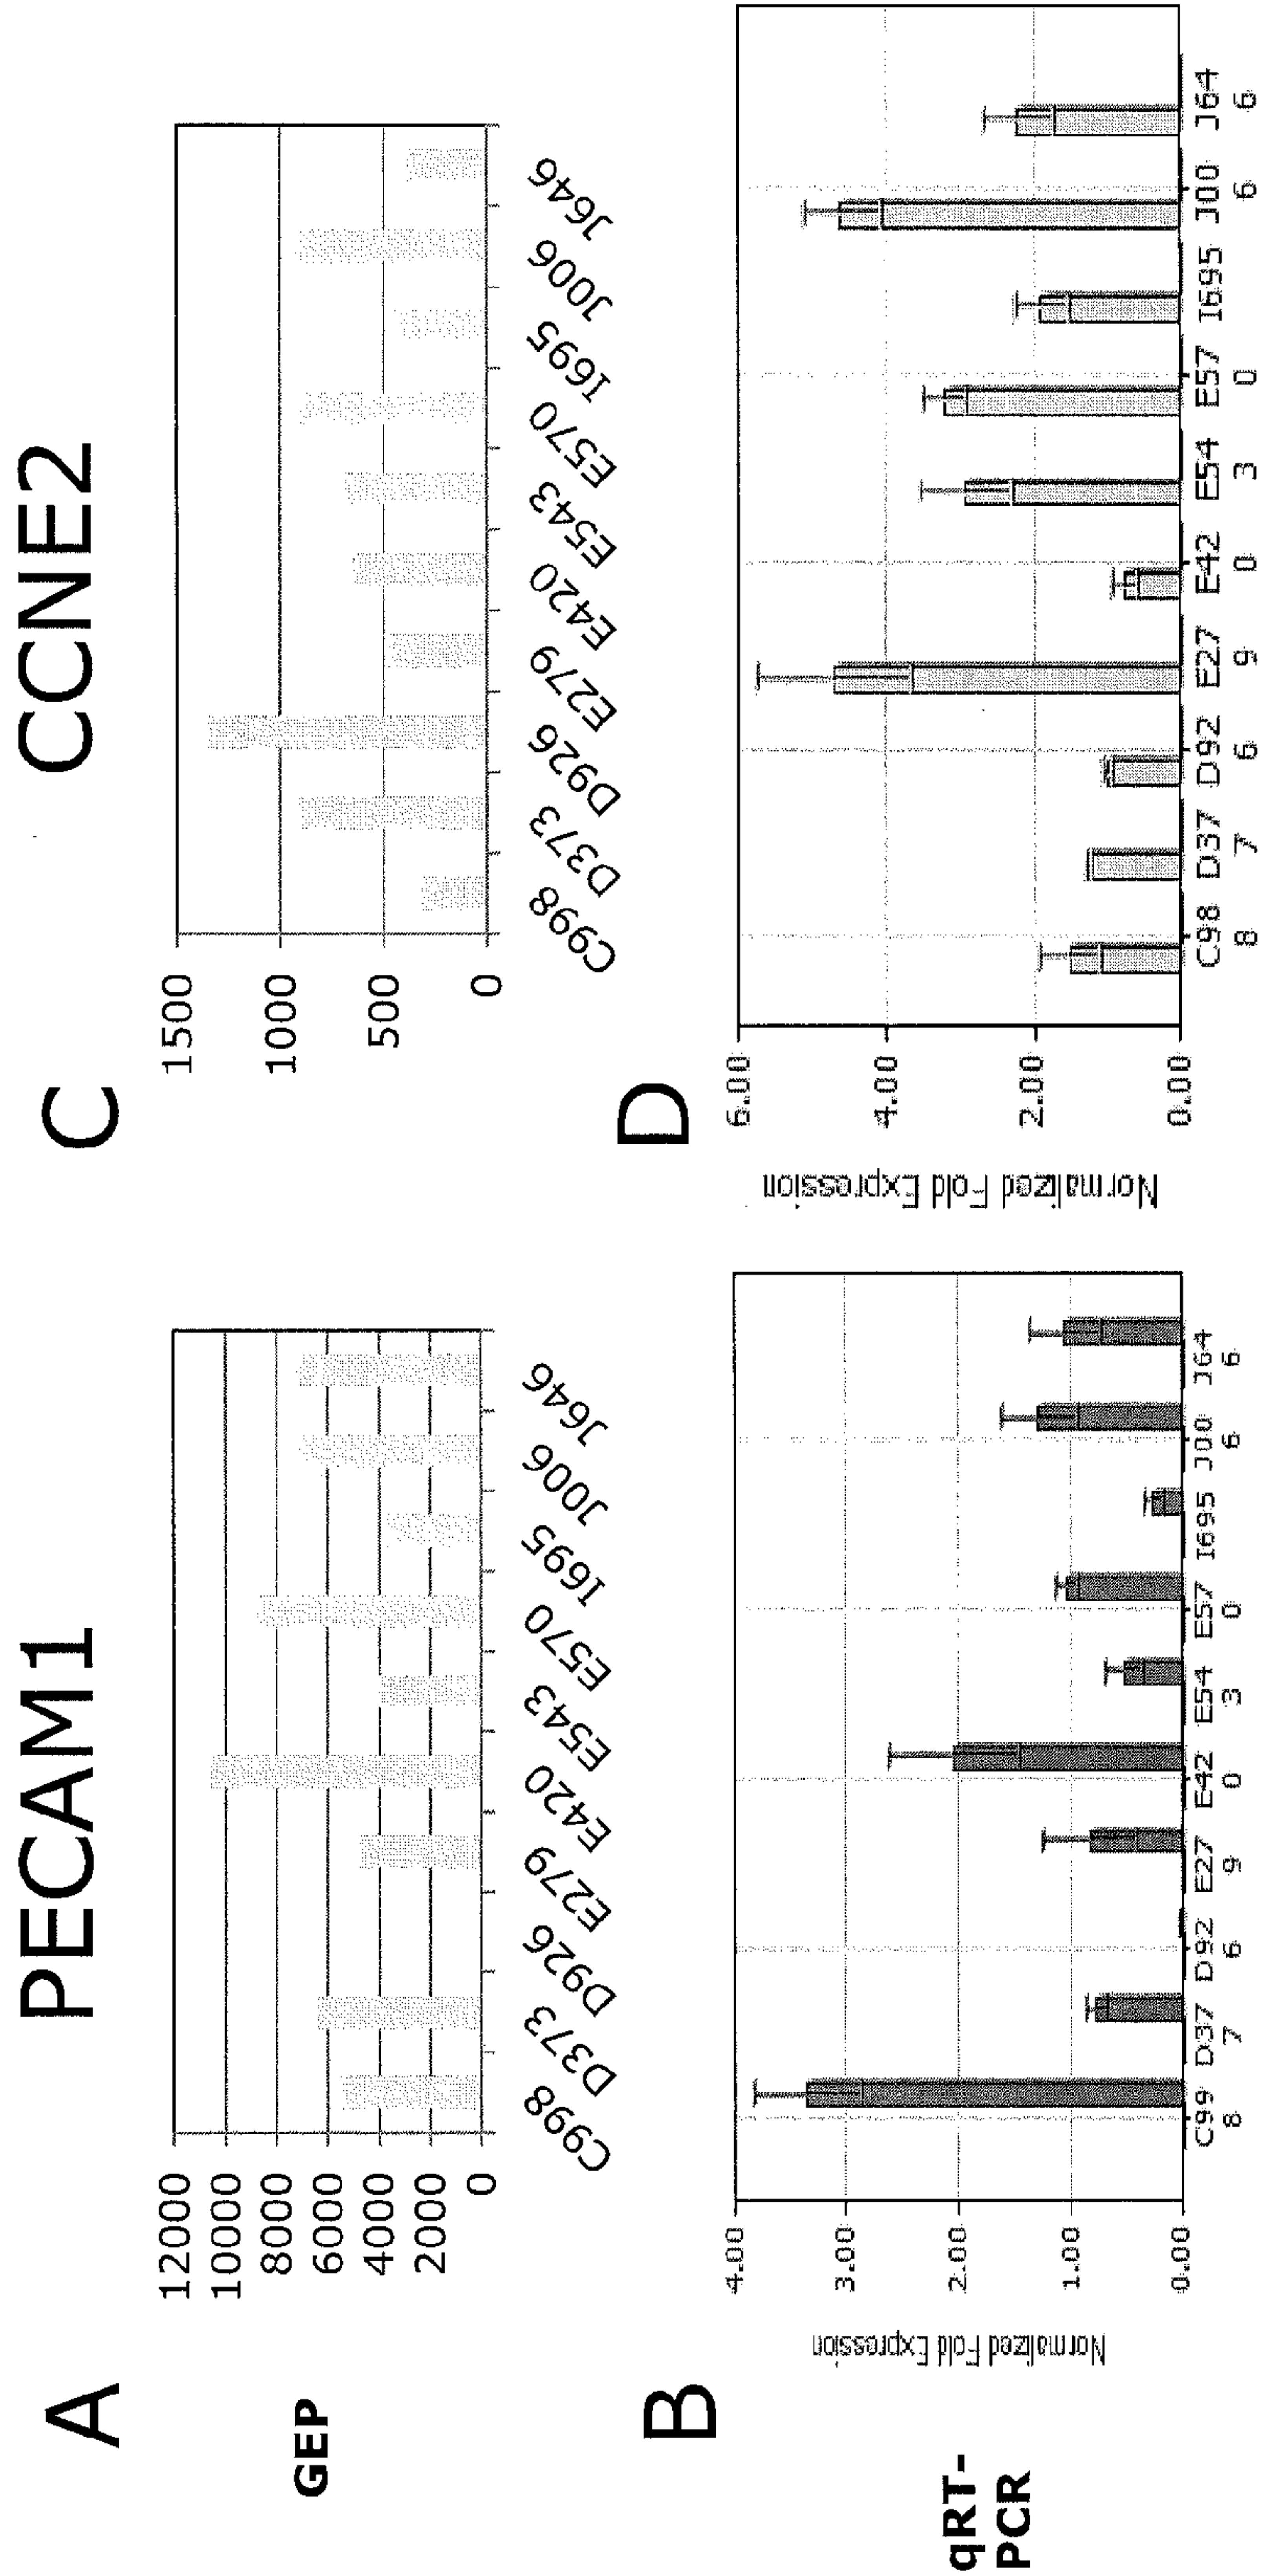 PECAM1
CCNE2
A
GEP
12000
10000
8000
6000
4000
2000
0
C998
D373
D926
E279
E420
E543
E570
I695
J006
J646
C
1500
1000
500
0
C998
D373
D926
E279
E420
E543
E570
I695
J006
J646
B
qRT-
PCR
Normalized Fold Expression
4.00
3.00
2.00
1.00
0.00
C99 D37 D92 E27 E42 E54 E57 I695 J00 J64
8 7 6 9 0 3 0 6 6
D
Normalized Fold Expression
6.00
4.00
2.00
0.00
C98 D37 D92 E27 E42 E54 E57 I695 J00 J64
8 7 6 9 0 3 0 6 6